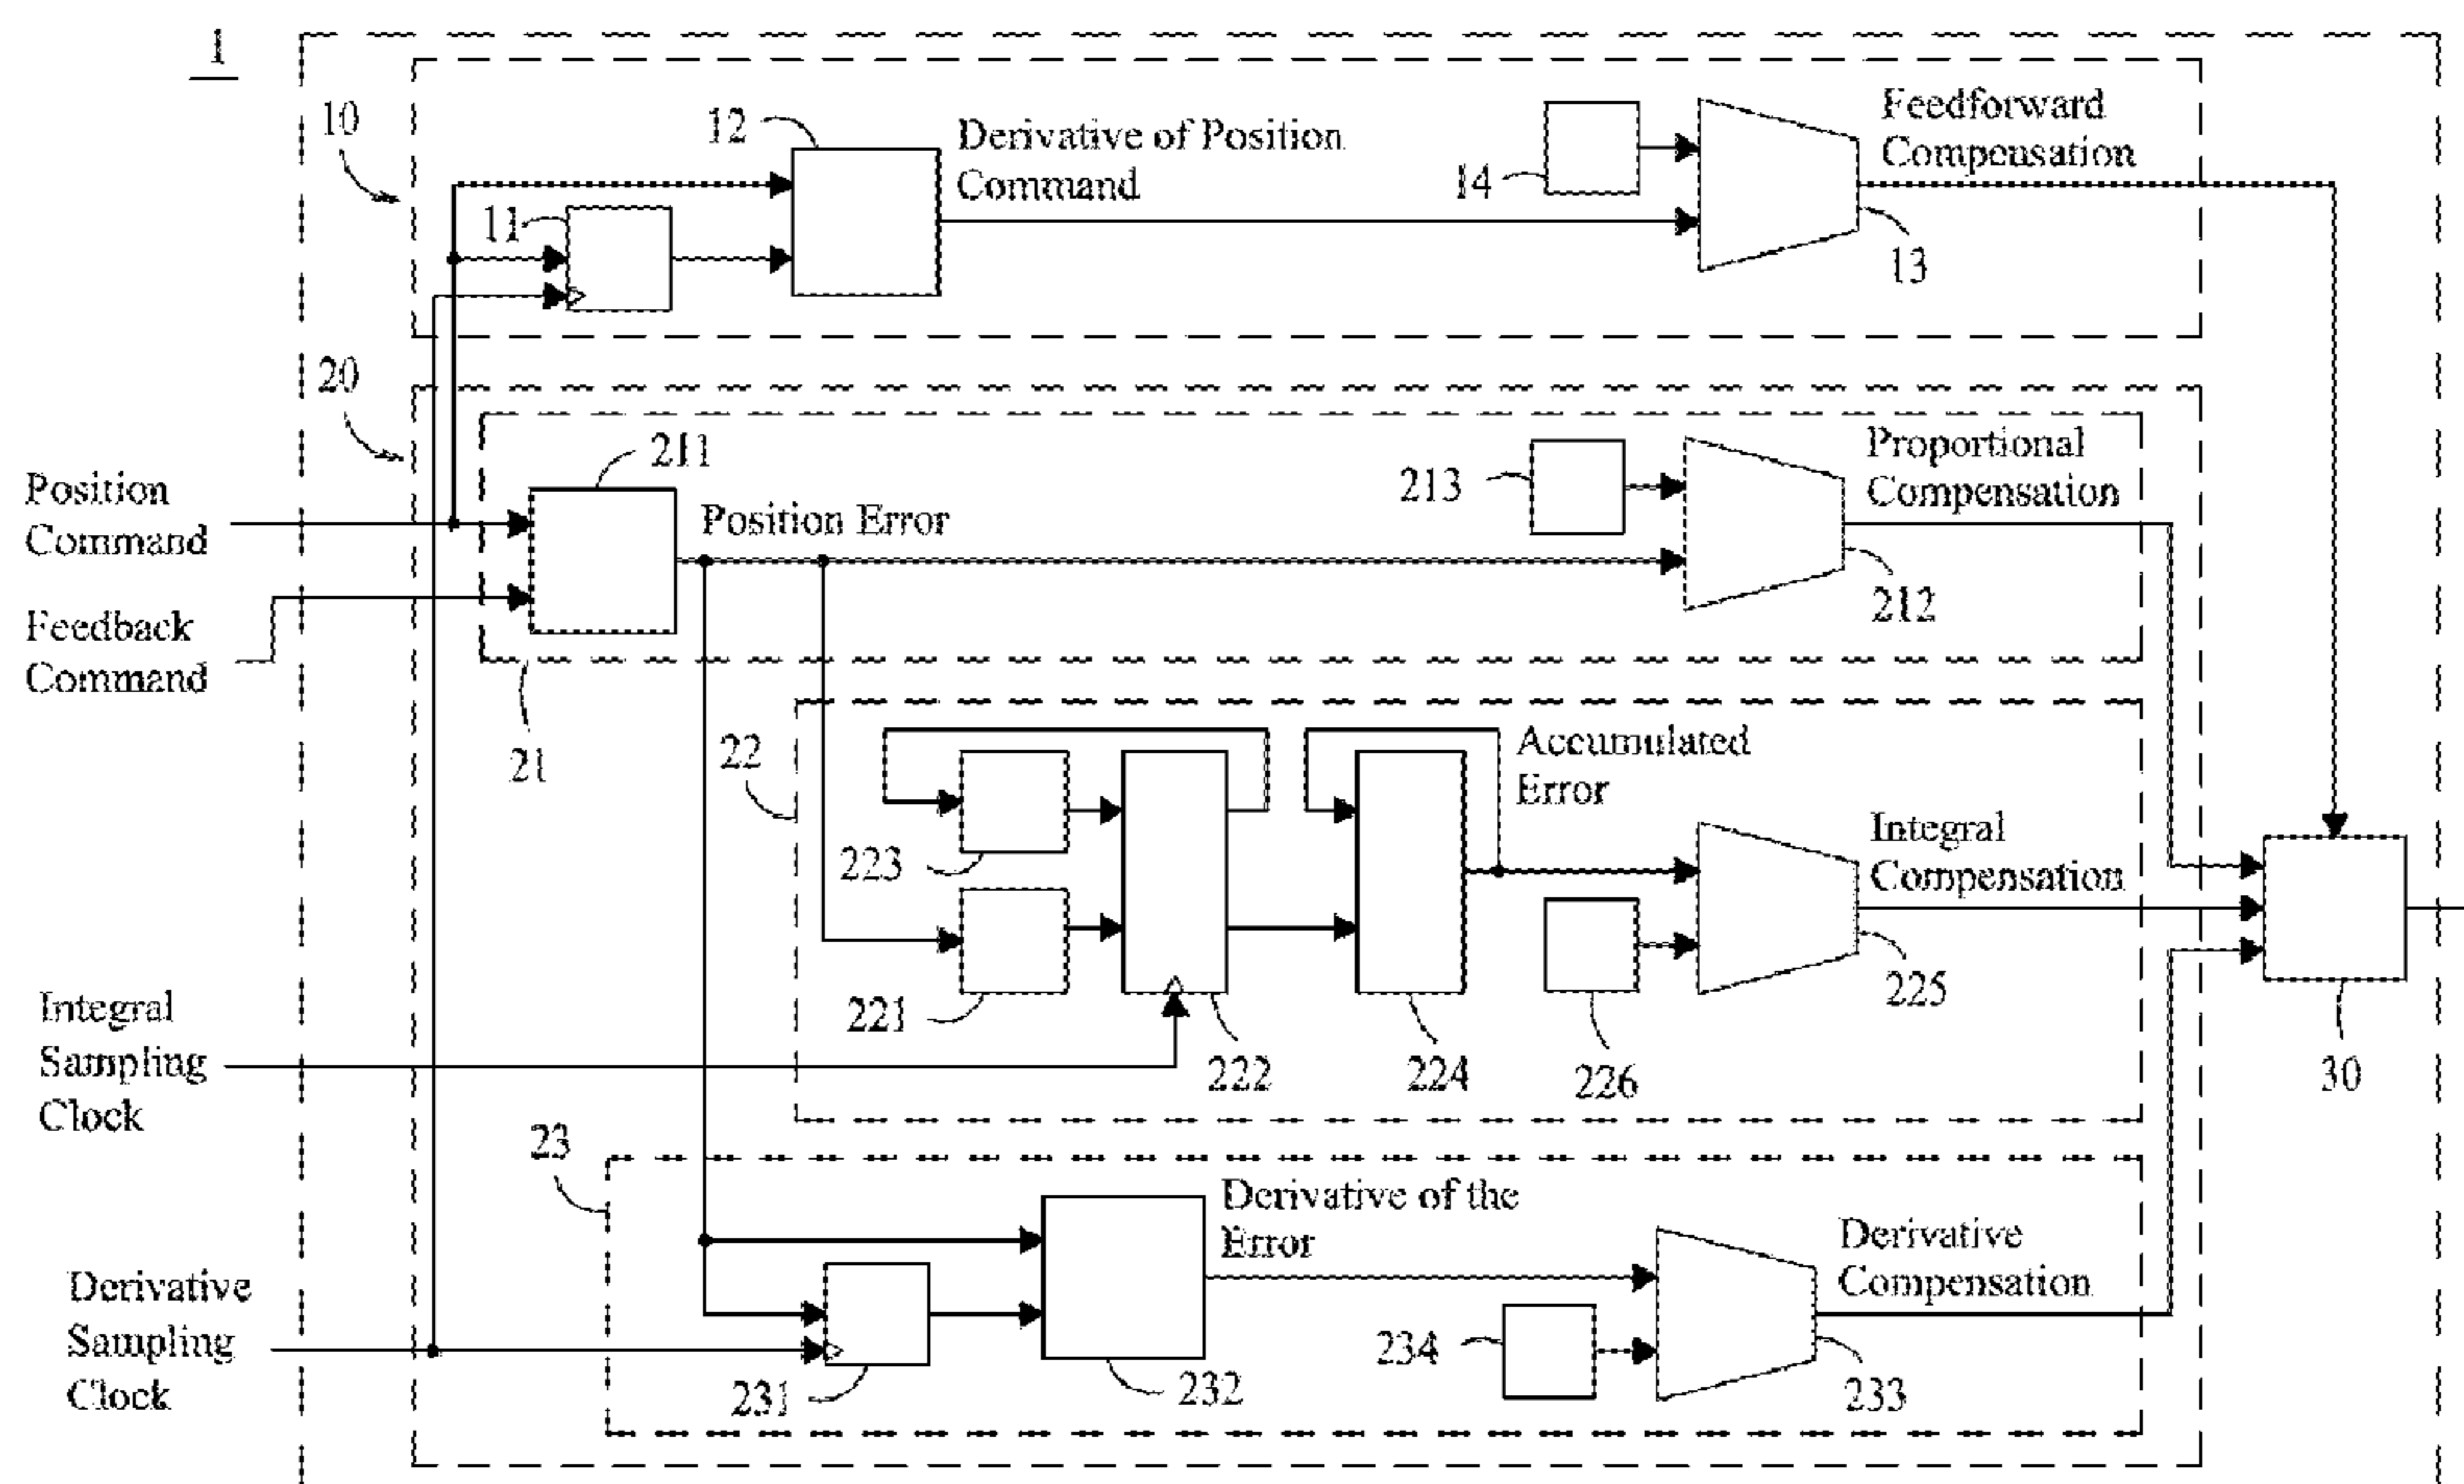 1
10
12
Derivative of Position
Command
14
Feedforward
Compensation
11
13
20
211
Position
Command
Position Error
213
Proportional
Compensation
212
Feedback
Command
21
22
Accumulated
Error
223
Integral
Compensation
221
222
224
226
225
30
Integral
Sampling
Clock
23
Derivative of the
Error
Derivative
Compensation
Derivative
Sampling
Clock
231
232
234
233